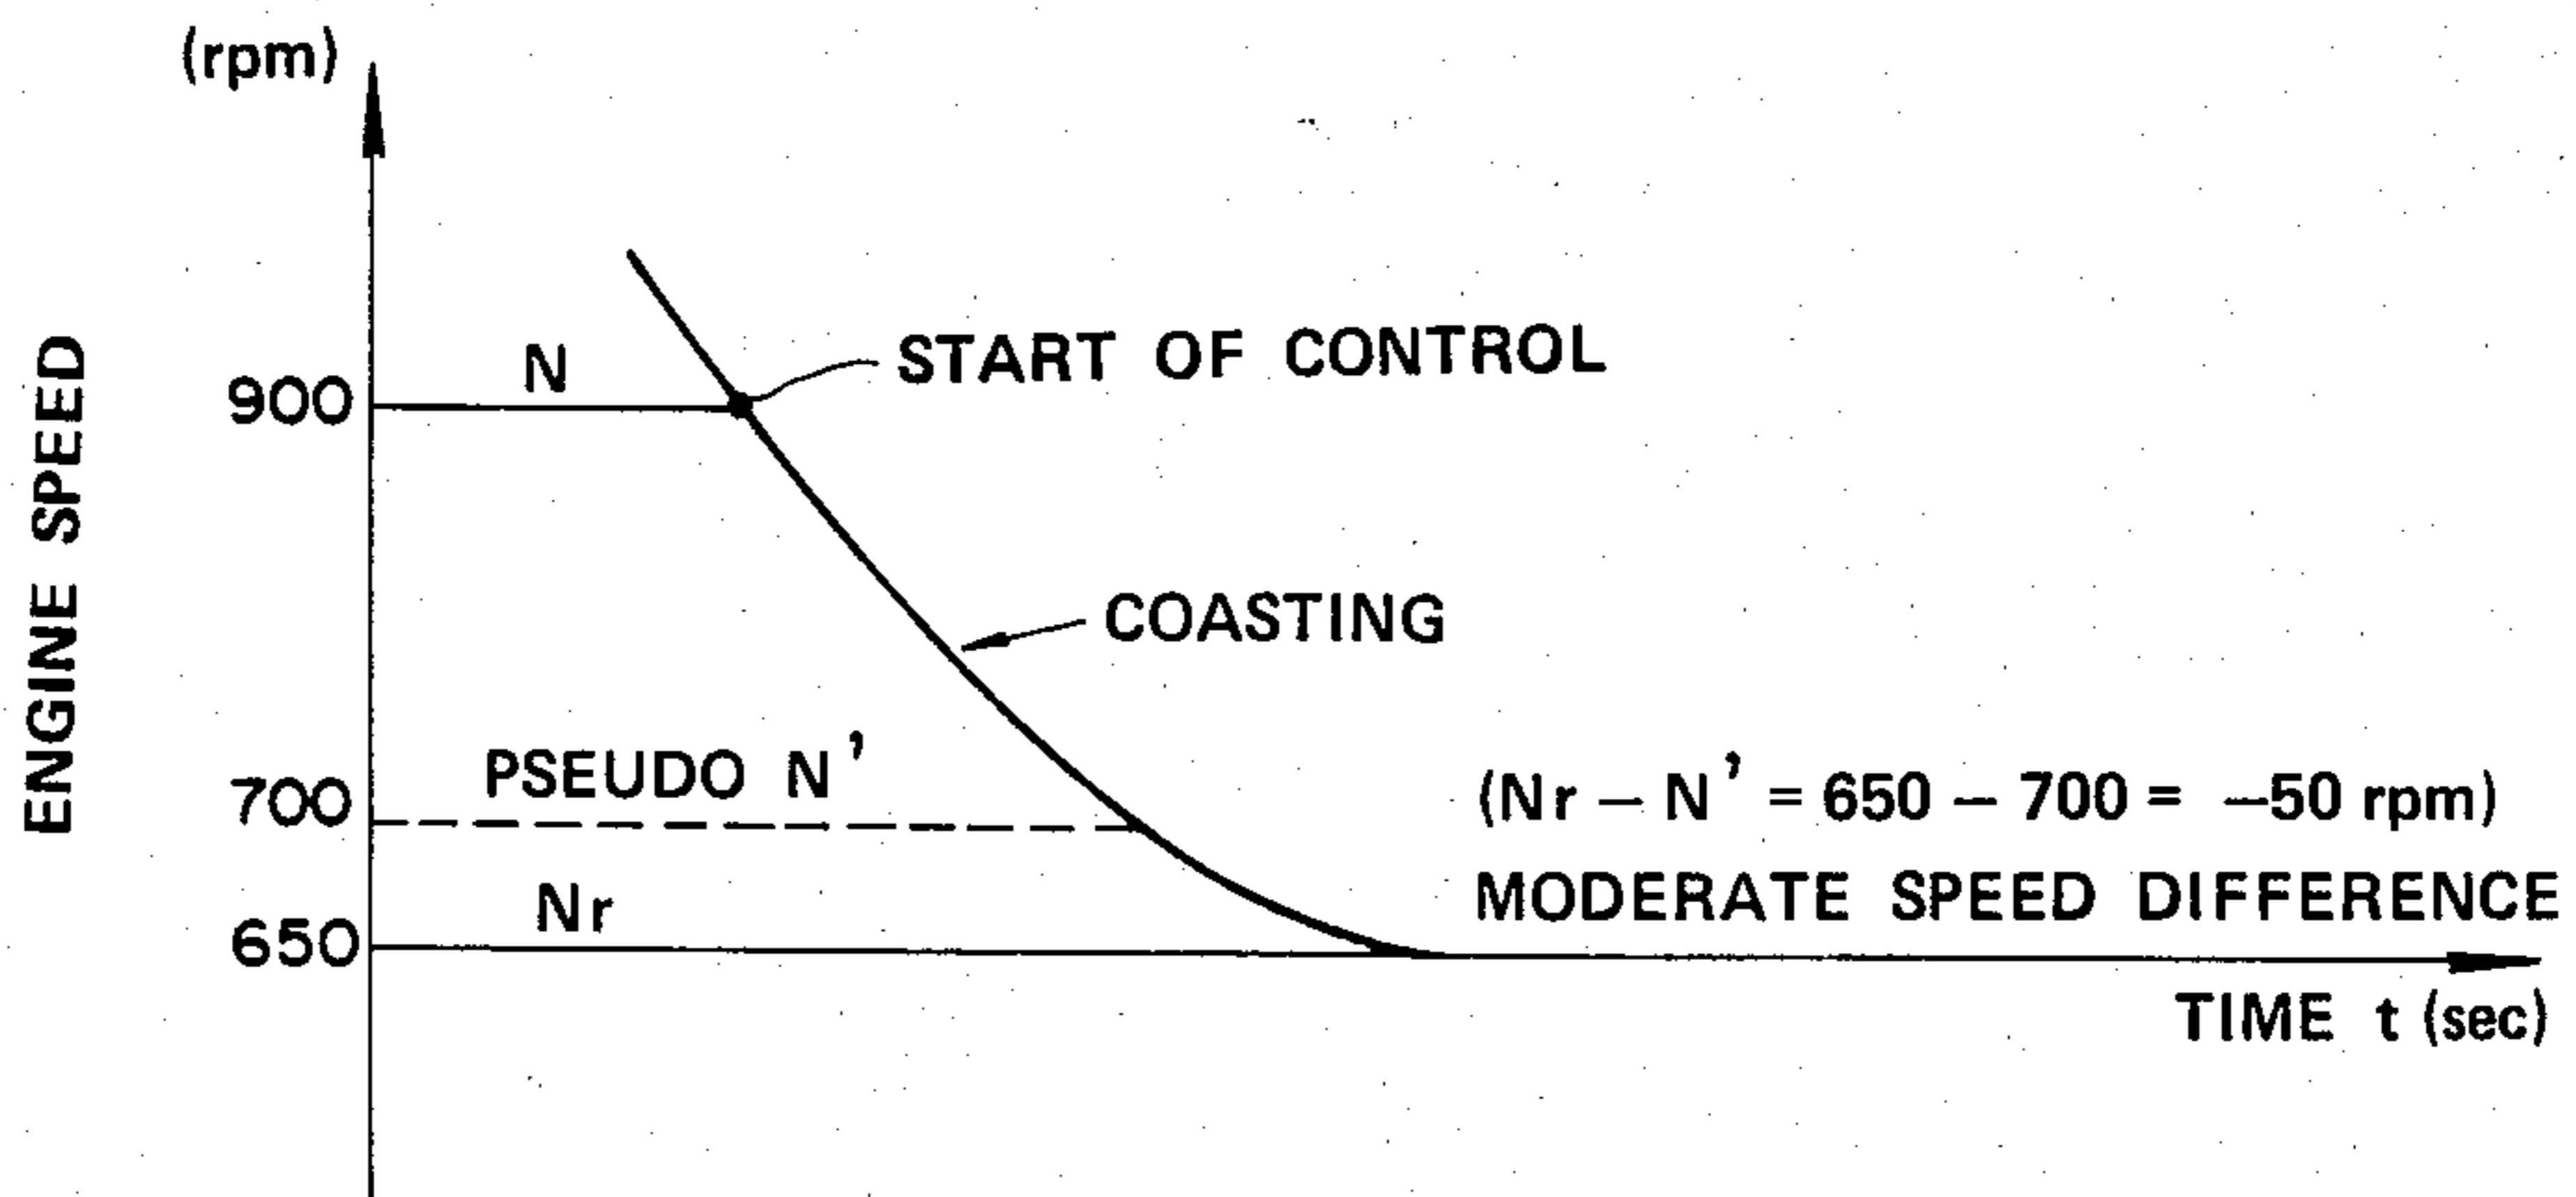 (rpm)
ENGINE SPEED
N
900
START OF CONTROL
COASTING
PSEUDO N'
700
(Nr – N' = 650 – 700 = –50 rpm)
MODERATE SPEED DIFFERENCE
Nr
650
TIME t (sec)